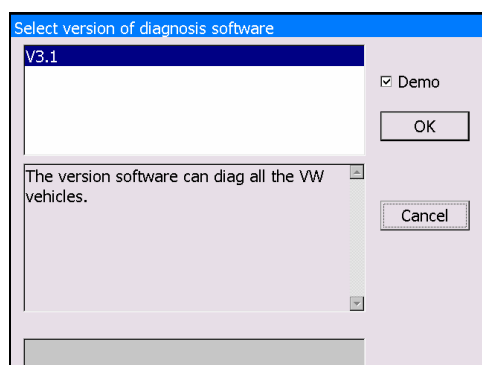 Select version of diagnosis software
V3.1
Demo
OK
The version software can diag all the VW
vehicles.
Cancel